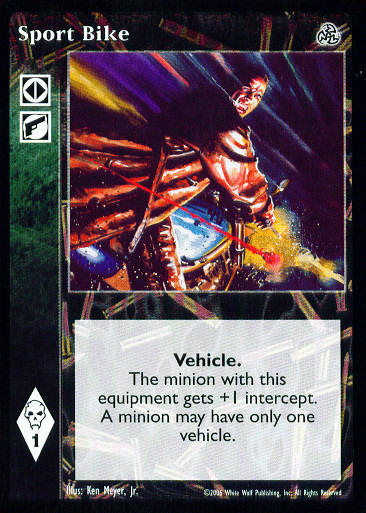 Sport Bike
Vehicle.
The minion with this
equipment gets +1 intercept.
A minion may have only one
vehicle.
1
Illus: Ken Meyer, Jr.
©2006 White Wolf Publishing, Inc. All Rights Reserved